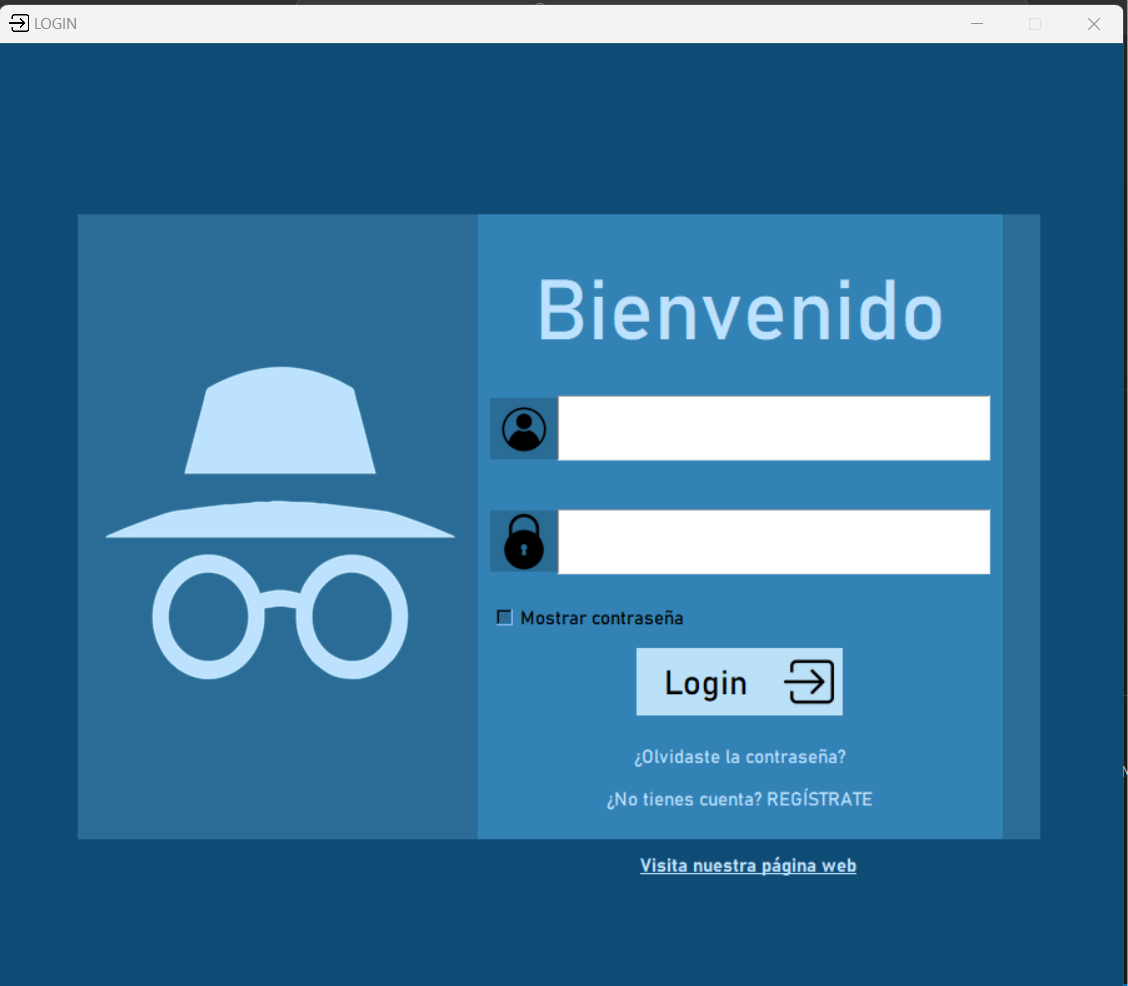 LOGIN
Bienvenido
Mostrar contraseña
Login
¿Olvidaste la contraseña?
¿No tienes cuenta? REGÍSTRATE
Visita nuestra página web